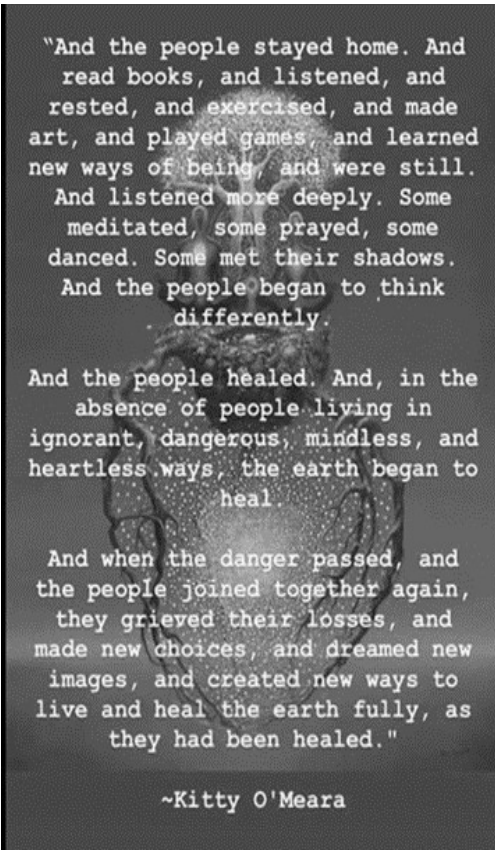 "And the people stayed home. And
read books, and listened, and
rested, and exercised, and made
art, and played games, and learned
new ways of being, and were still.
And listened more deeply. Some
meditated, some prayed, some
danced. Some met their shadows.
And the people began to think
differently.
And the people healed. And, in the
absence of people living in
ignorant, dangerous, mindless, and
heartless ways, the earth began to
heal.
And when the danger passed, and
the people joined together again,
they grieved their losses, and
made new choices, and dreamed new
images, and created new ways to
live and heal the earth fully, as
they had been healed."
~Kitty O'Meara